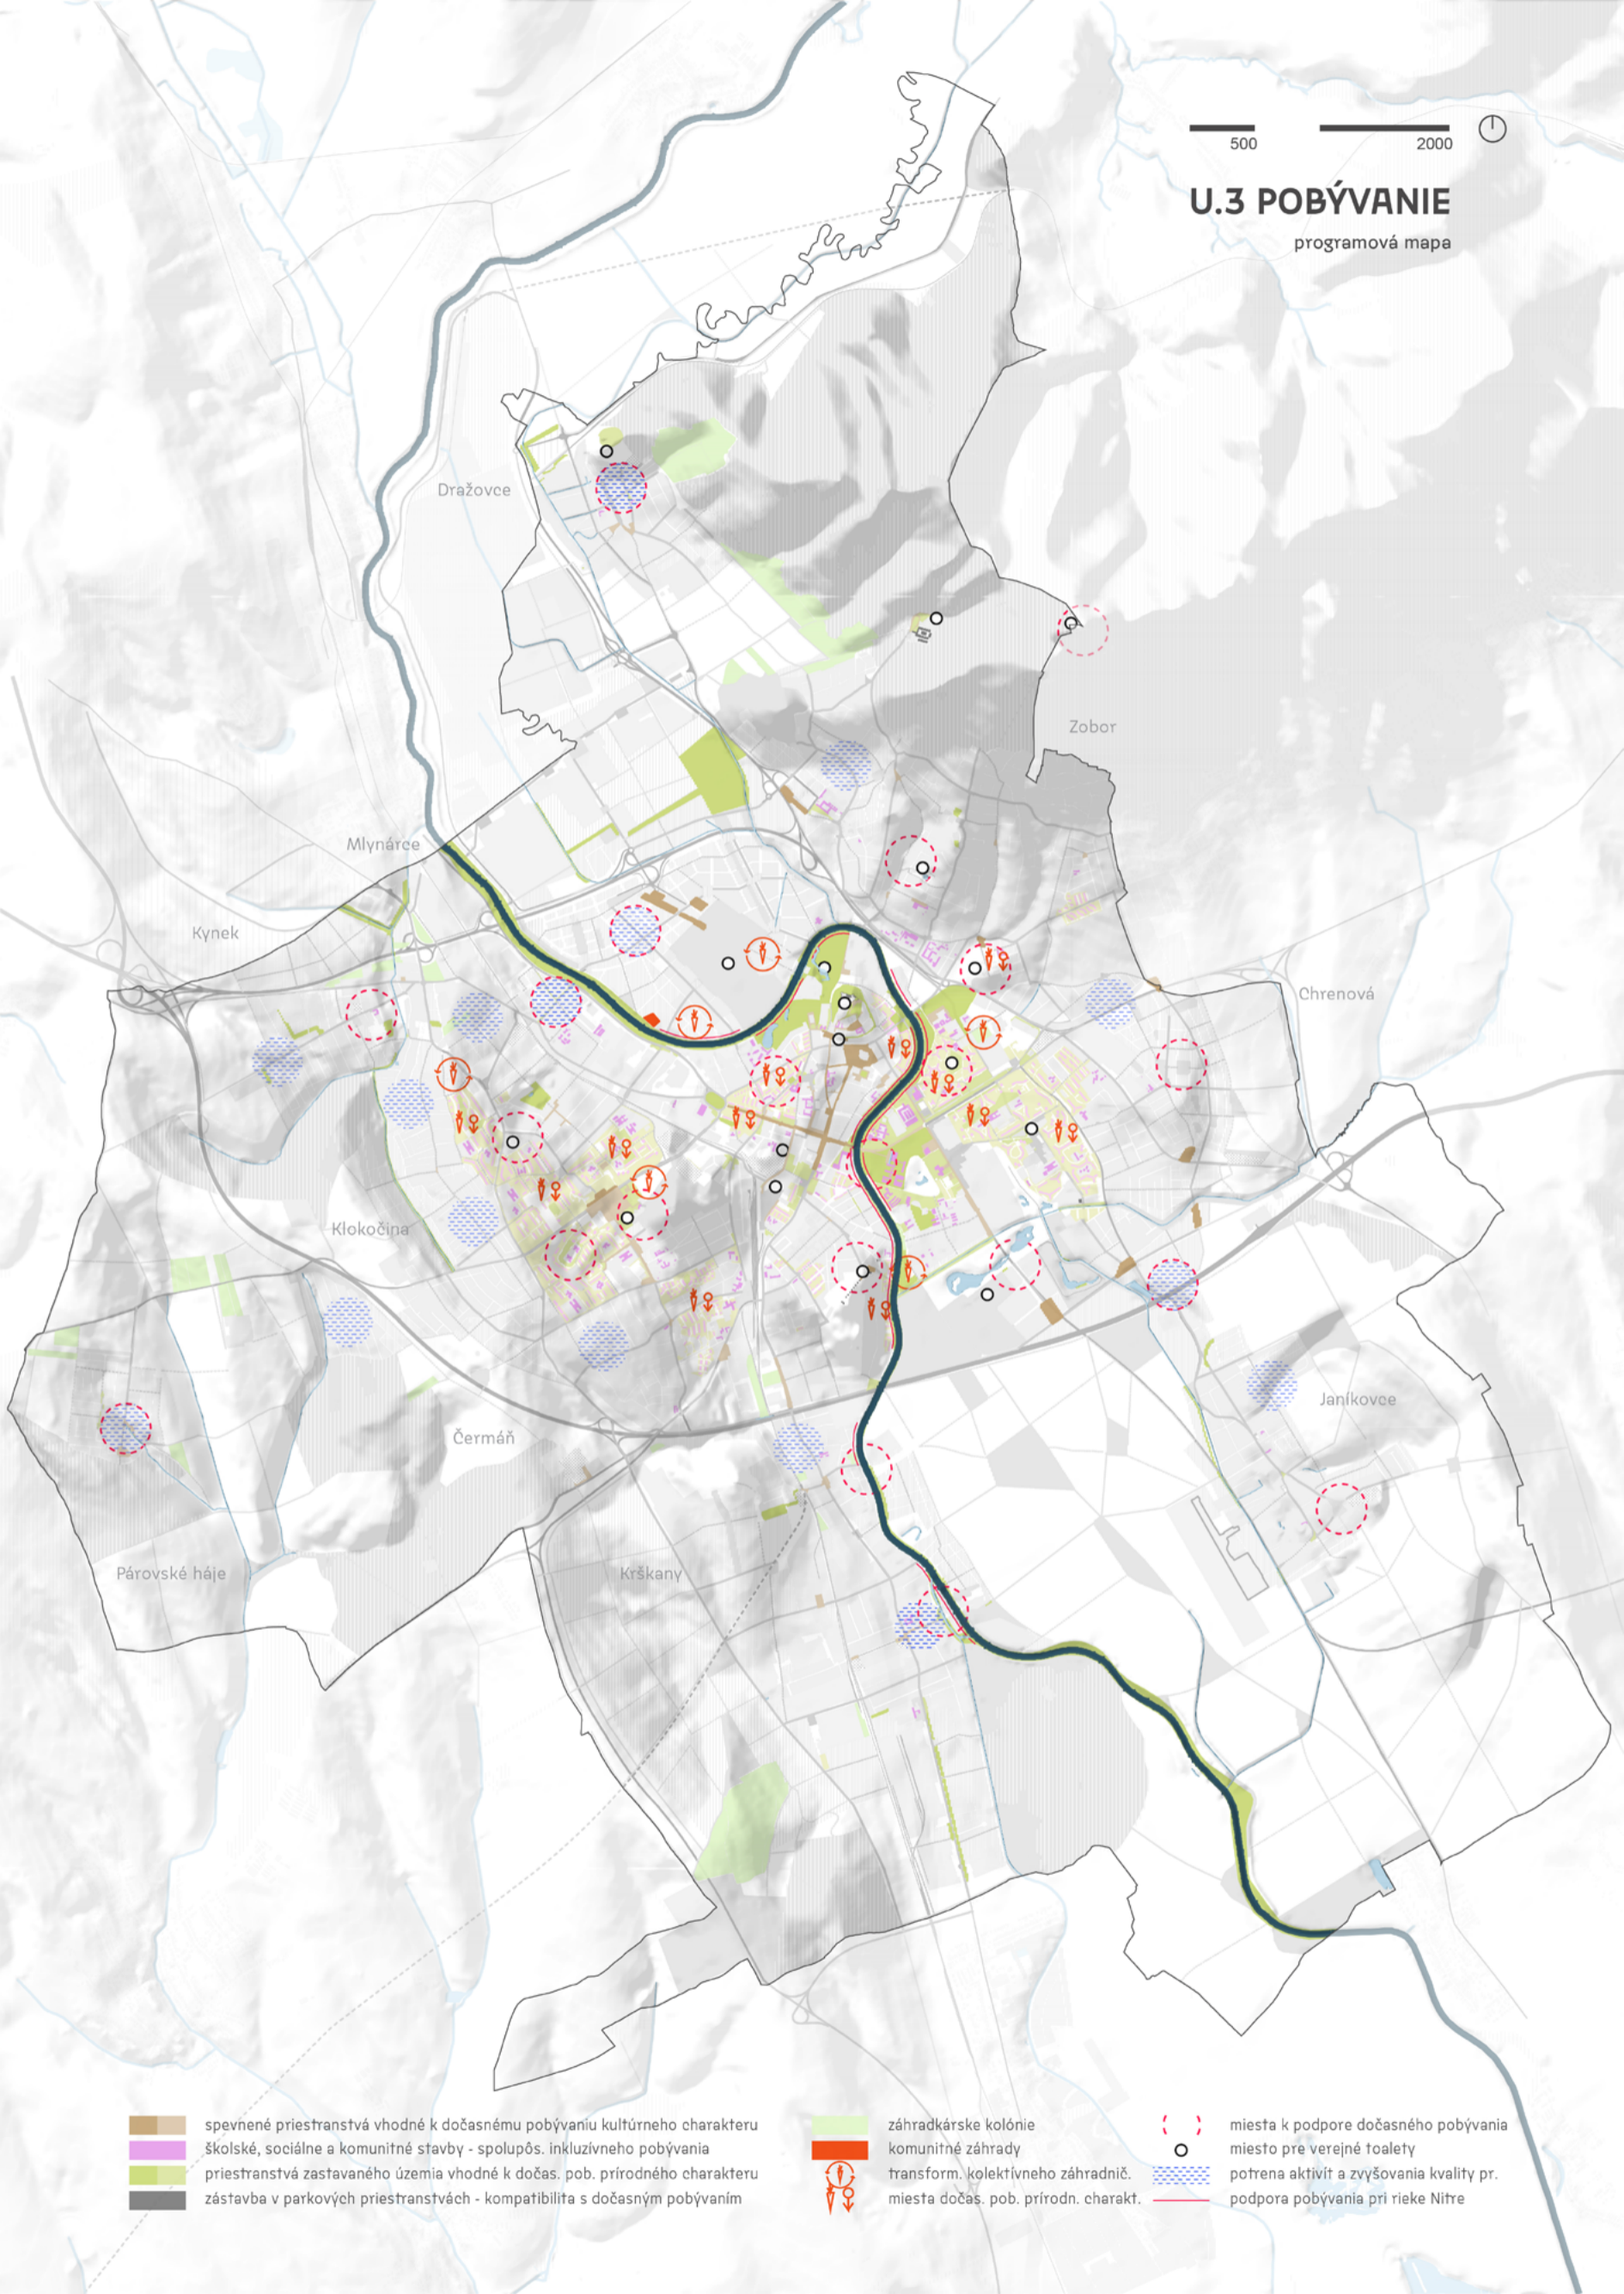 500 2000
U.3 POBÝVANIE
programová mapa
Dražovce
Zobor
Mlynárce
Kynek
Chrenová
Klokočina
Janíkovce
Čermáň
Párovské háje
Krškany
spevnené priestranstvá vhodné k dočasnému pobývaniu kultúrneho charakteru
školské, sociálne a komunitné stavby - spolupôs. inkluzívneho pobývania
priestranstvá zastavaného územia vhodné k dočas. pob. prírodného charakteru
zástavba v parkových priestranstvách - kompatibilita s dočasným pobývaním
záhradkárske kolónie
komunitné záhrady
transform. kolektívneho záhradnič.
miesta dočas. pob. prírodn. charakt.
miesta k podpore dočasného pobývania
miesto pre verejné toalety
potrena aktivít a zvyšovania kvality pr.
podpora pobývania pri rieke Nitre